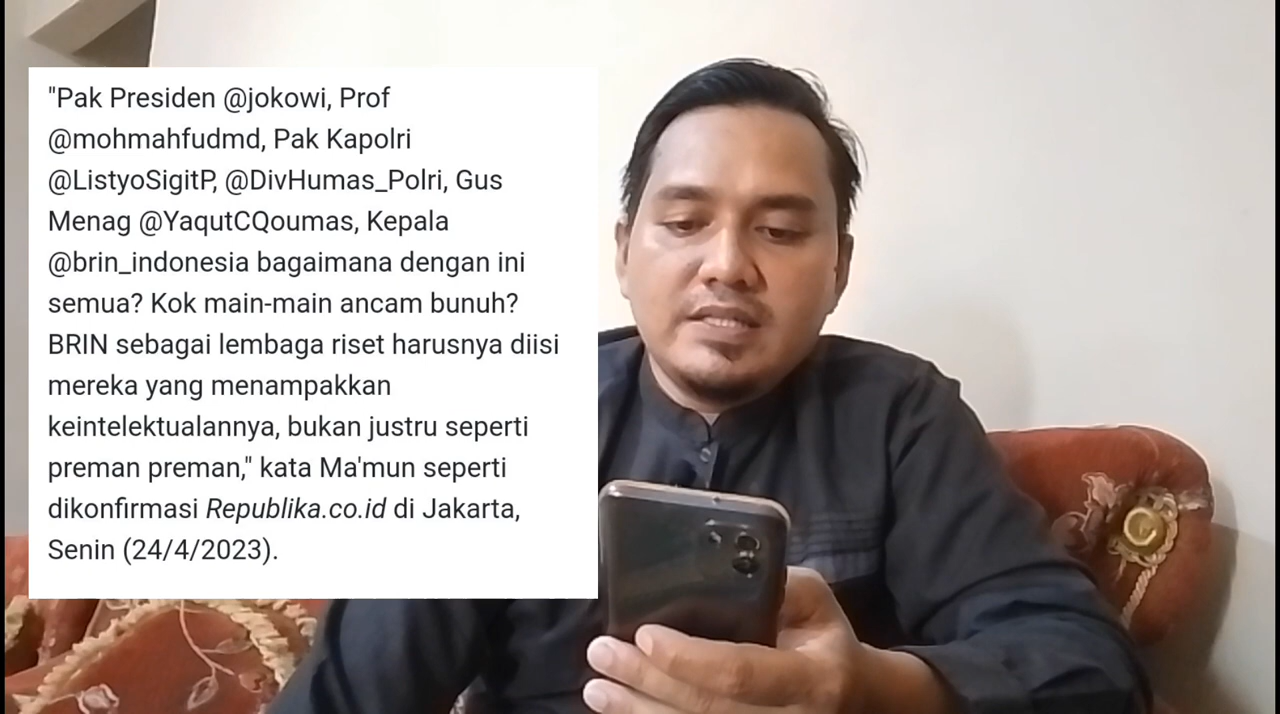 "Pak Presiden @jokowi, Prof
@mohmahfudmd, Pak Kapolri
@ListyoSigitP, @DivHumas_Polri, Gus
Menag @YaqutCQoumas, Kepala
@brin_indonesia bagaimana dengan ini
semua? Kok main-main ancam bunuh?
BRIN sebagai lembaga riset harusnya diisi
mereka yang menampakkan
keintelektualannya, bukan justru seperti
preman preman," kata Ma'mun seperti
dikonfirmasi Republika.co.id di Jakarta,
Senin (24/4/2023).